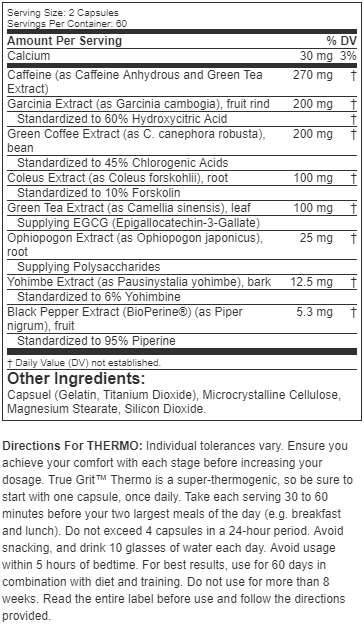 Serving Size: 2 Capsules
Servings Per Container: 60
Amount Per Serving % DV
Calcium 30 mg 3%
Caffeine (as Caffeine Anhydrous and Green Tea 270 mg †
Extract)
Garcinia Extract (as Garcinia cambogia), fruit rind 200 mg †
Standardized to 60% Hydroxycitric Acid †
Green Coffee Extract (as C. canephora robusta), 200 mg †
bean
Standardized to 45% Chlorogenic Acids
Coleus Extract (as Coleus forskohlii), root 100 mg †
Standardized to 10% Forskolin
Green Tea Extract (as Camellia sinensis), leaf 100 mg †
Supplying EGCG (Epigallocatechin-3-Gallate)
Ophiopogon Extract (as Ophiopogon japonicus), 25 mg †
root
Supplying Polysaccharides
Yohimbe Extract (as Pausinystalia yohimbe), bark 12.5 mg †
Standardized to 6% Yohimbine
Black Pepper Extract (BioPerine®) (as Piper 5.3 mg †
nigrum), fruit
Standardized to 95% Piperine
† Daily Value (DV) not established.
Other Ingredients:
Capsuel (Gelatin, Titanium Dioxide), Microcrystalline Cellulose,
Magnesium Stearate, Silicon Dioxide.
Directions For THERMO: Individual tolerances vary. Ensure you
achieve your comfort with each stage before increasing your
dosage. True Grit™ Thermo is a super-thermogenic, so be sure to
start with one capsule, once daily. Take each serving 30 to 60
minutes before your two largest meals of the day (e.g. breakfast
and lunch). Do not exceed 4 capsules in a 24-hour period. Avoid
snacking, and drink 10 glasses of water each day. Avoid usage
within 5 hours of bedtime. For best results, use for 60 days in
combination with diet and training. Do not use for more than 8
weeks. Read the entire label before use and follow the directions
provided.